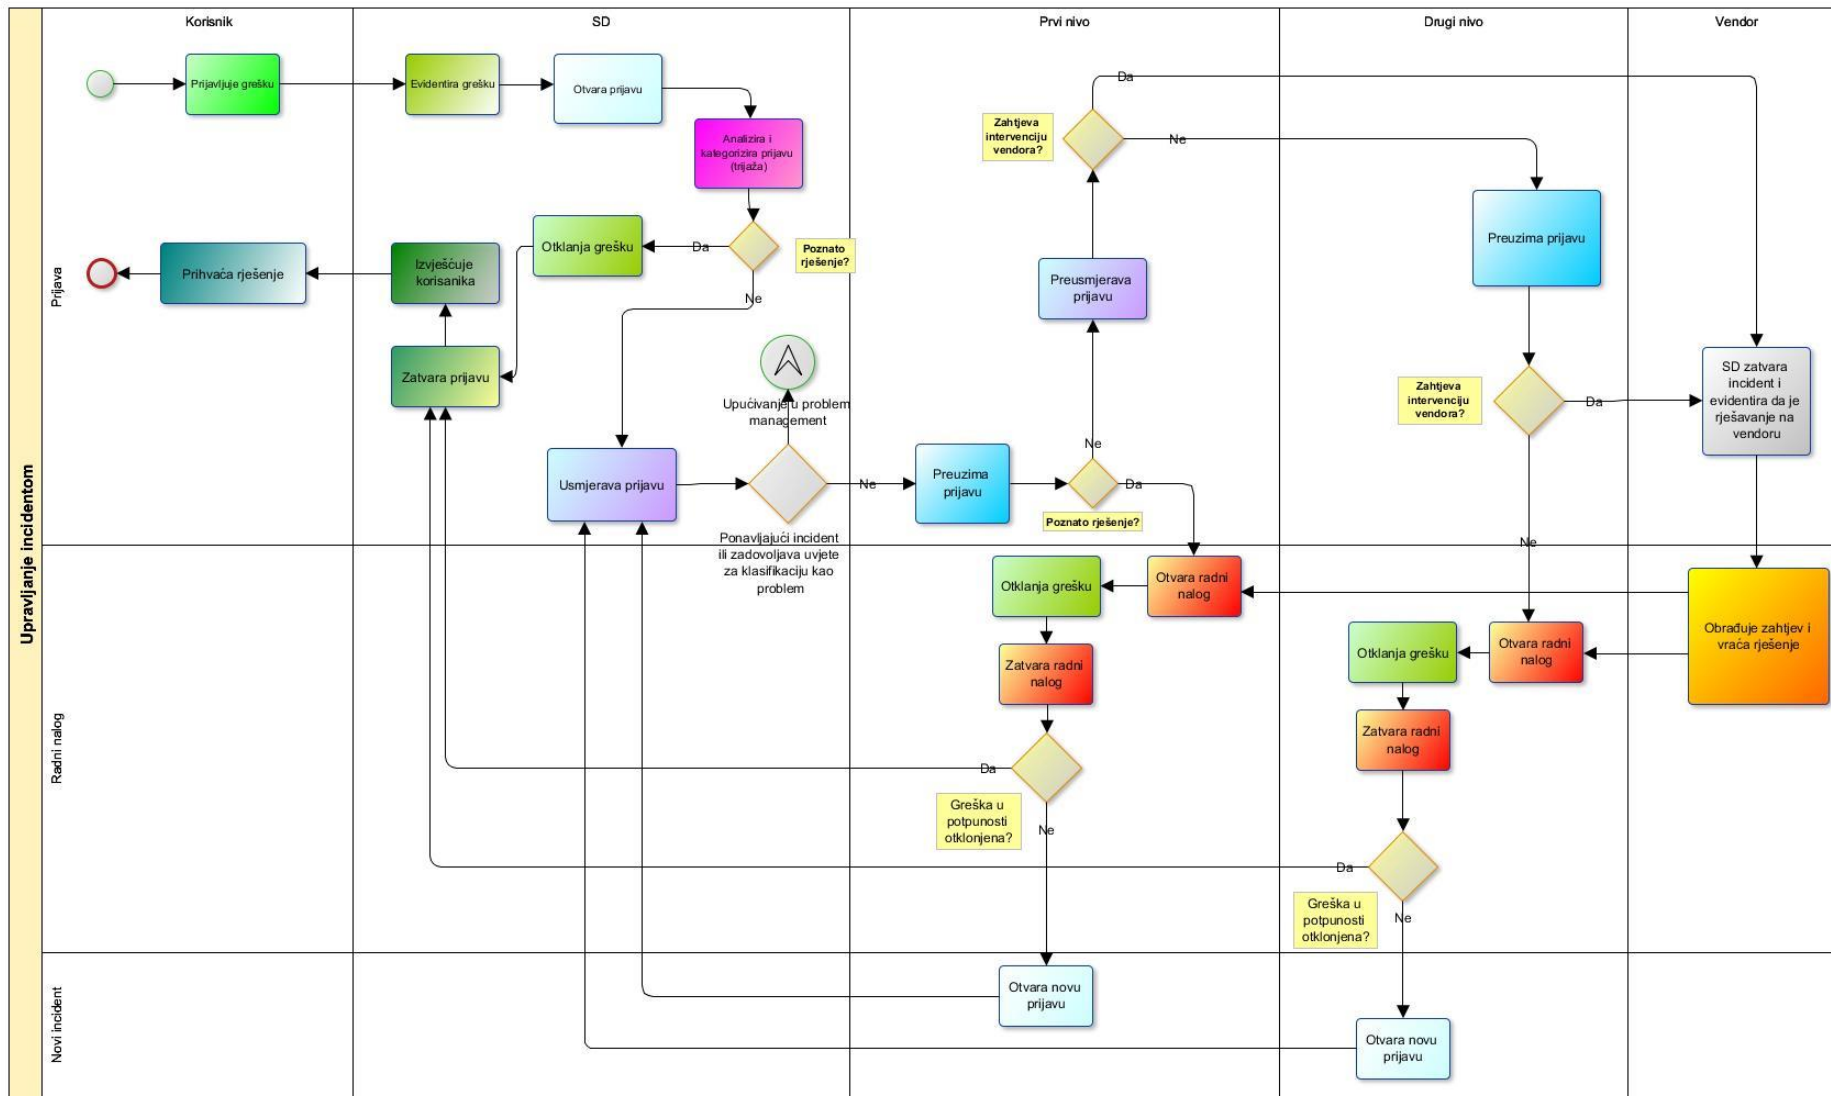 Korisnik
SD
Prvi nivo
Drugi nivo
Vendor
Upravljanje incidentom
Prijava
Radni nalog
Novi incident
Prijavljuje grešku
Evidentira grešku
Otvara prijavu
Analizira i
kategorizira prijavu
(trijaža)
Da
Zahtjeva
intervenciju
vendora?
Ne
Da
Preuzima prijavu
Otklanja grešku
Da
Poznato
rješenje?
Ne
Prihvaća rješenje
Izvješćuje
korisanika
Zatvara prijavu
Preusmjerava
prijavu
Upućivanje u problem
management
Zahtjeva
intervenciju
vendora?
Da
Ne
SD zatvara
incident i
evidentira da je
rješavanje na
vendoru
Usmjerava prijavu
Ne
Ponavljajući incident
ili zadovoljava uvjete
za klasifikaciju kao
problem
Preuzima
prijavu
Ne
Da
Poznato rješenje?
Otklanja grešku
Otvara radni
nalog
Zatvara radni
nalog
Da
Greška u
potpunosti
otklonjena?
Ne
Otklanja grešku
Otvara radni
nalog
Obrađuje zahtjev i
vraća rješenje
Zatvara radni
nalog
Da
Greška u
potpunosti
otklonjena?
Ne
Otvara novu
prijavu
Otvara novu
prijavu